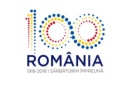 100
ROMÂNIA
1918-2018 | SĂRBĂTORIM ÎMPREUNĂ